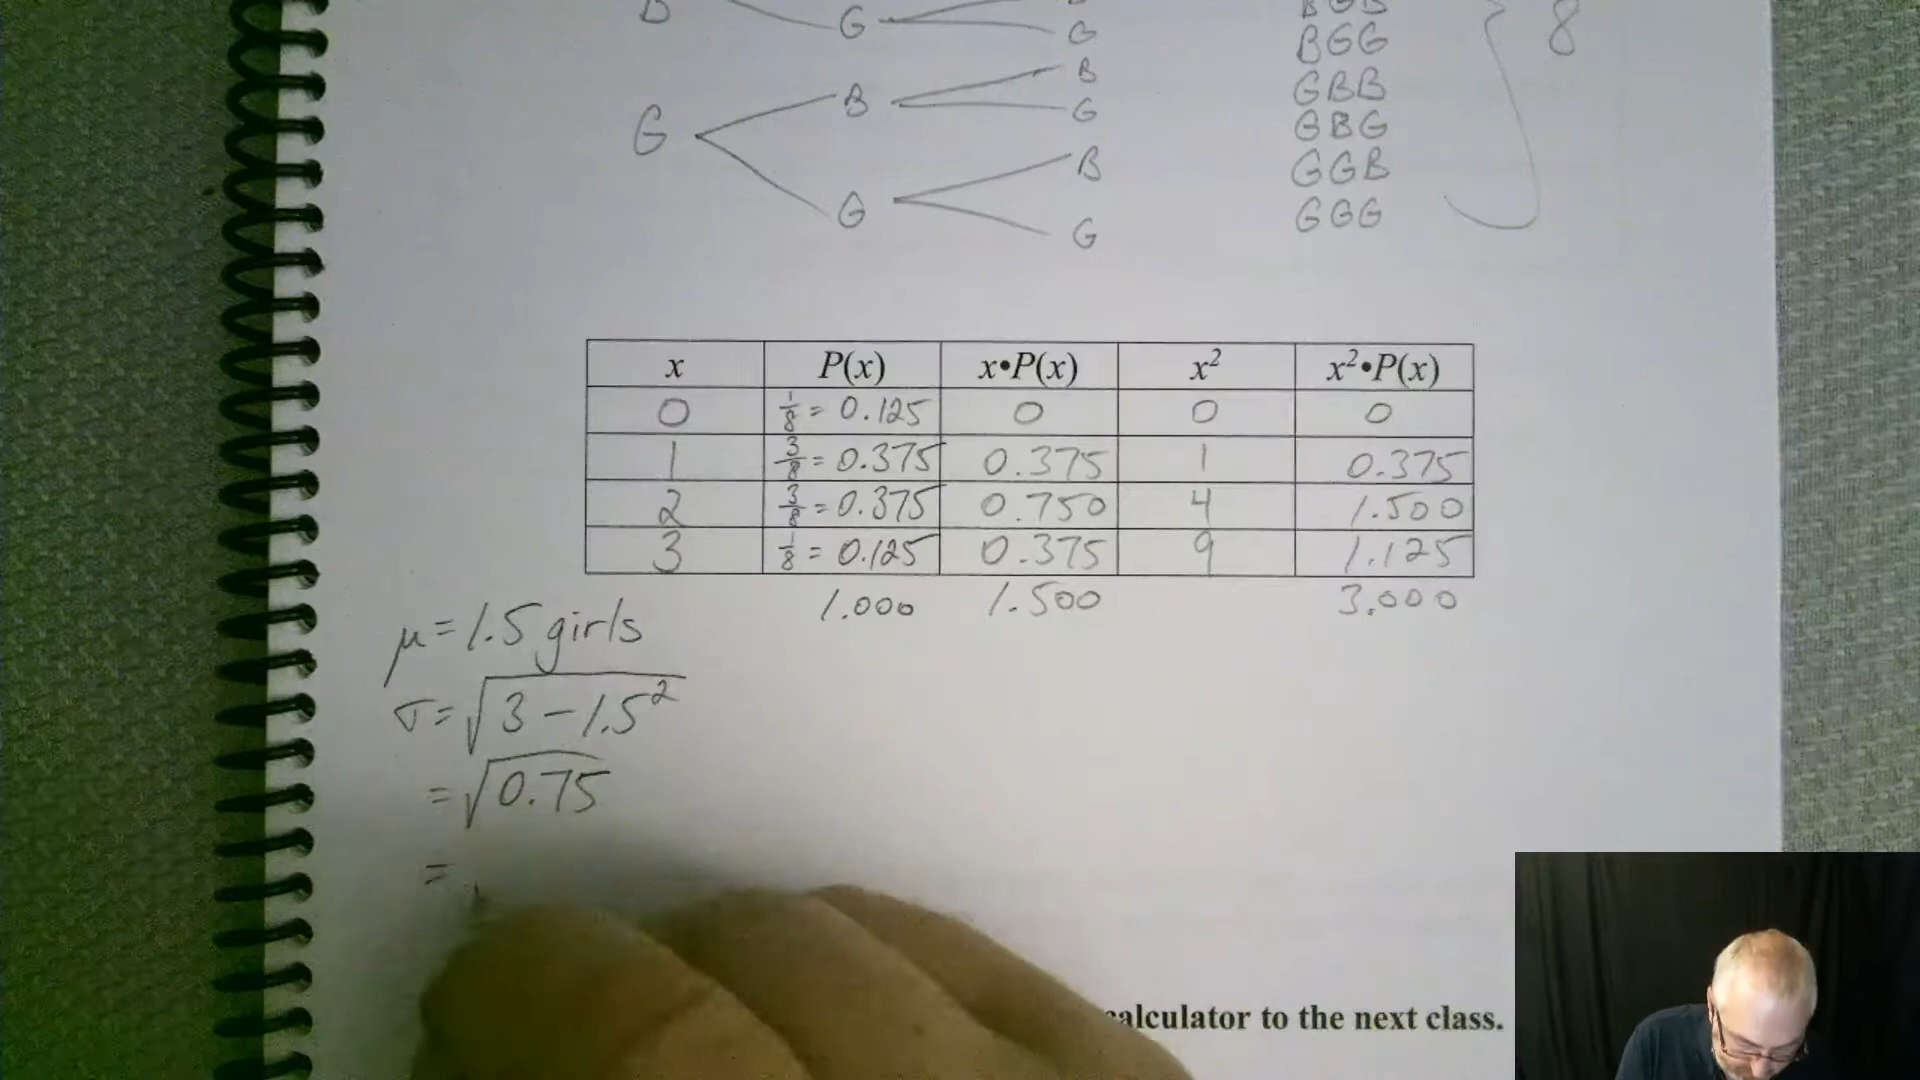 B G B BGB
G BGG 8
B
B GBB
G
G GBG
B GGB
G GGG
G
x P(x) x•P(x) x² x²•P(x)
0 1/8 = 0.125 0 0 0
1 3/8 = 0.375 0.375 1 0.375
2 3/8 = 0.375 0.750 4 1.500
3 1/8 = 0.125 0.375 9 1.125
1.000 1.500 3.000
μ = 1.5 girls
σ = √3 - 1.5²
= √0.75
=
calculator to the next class.